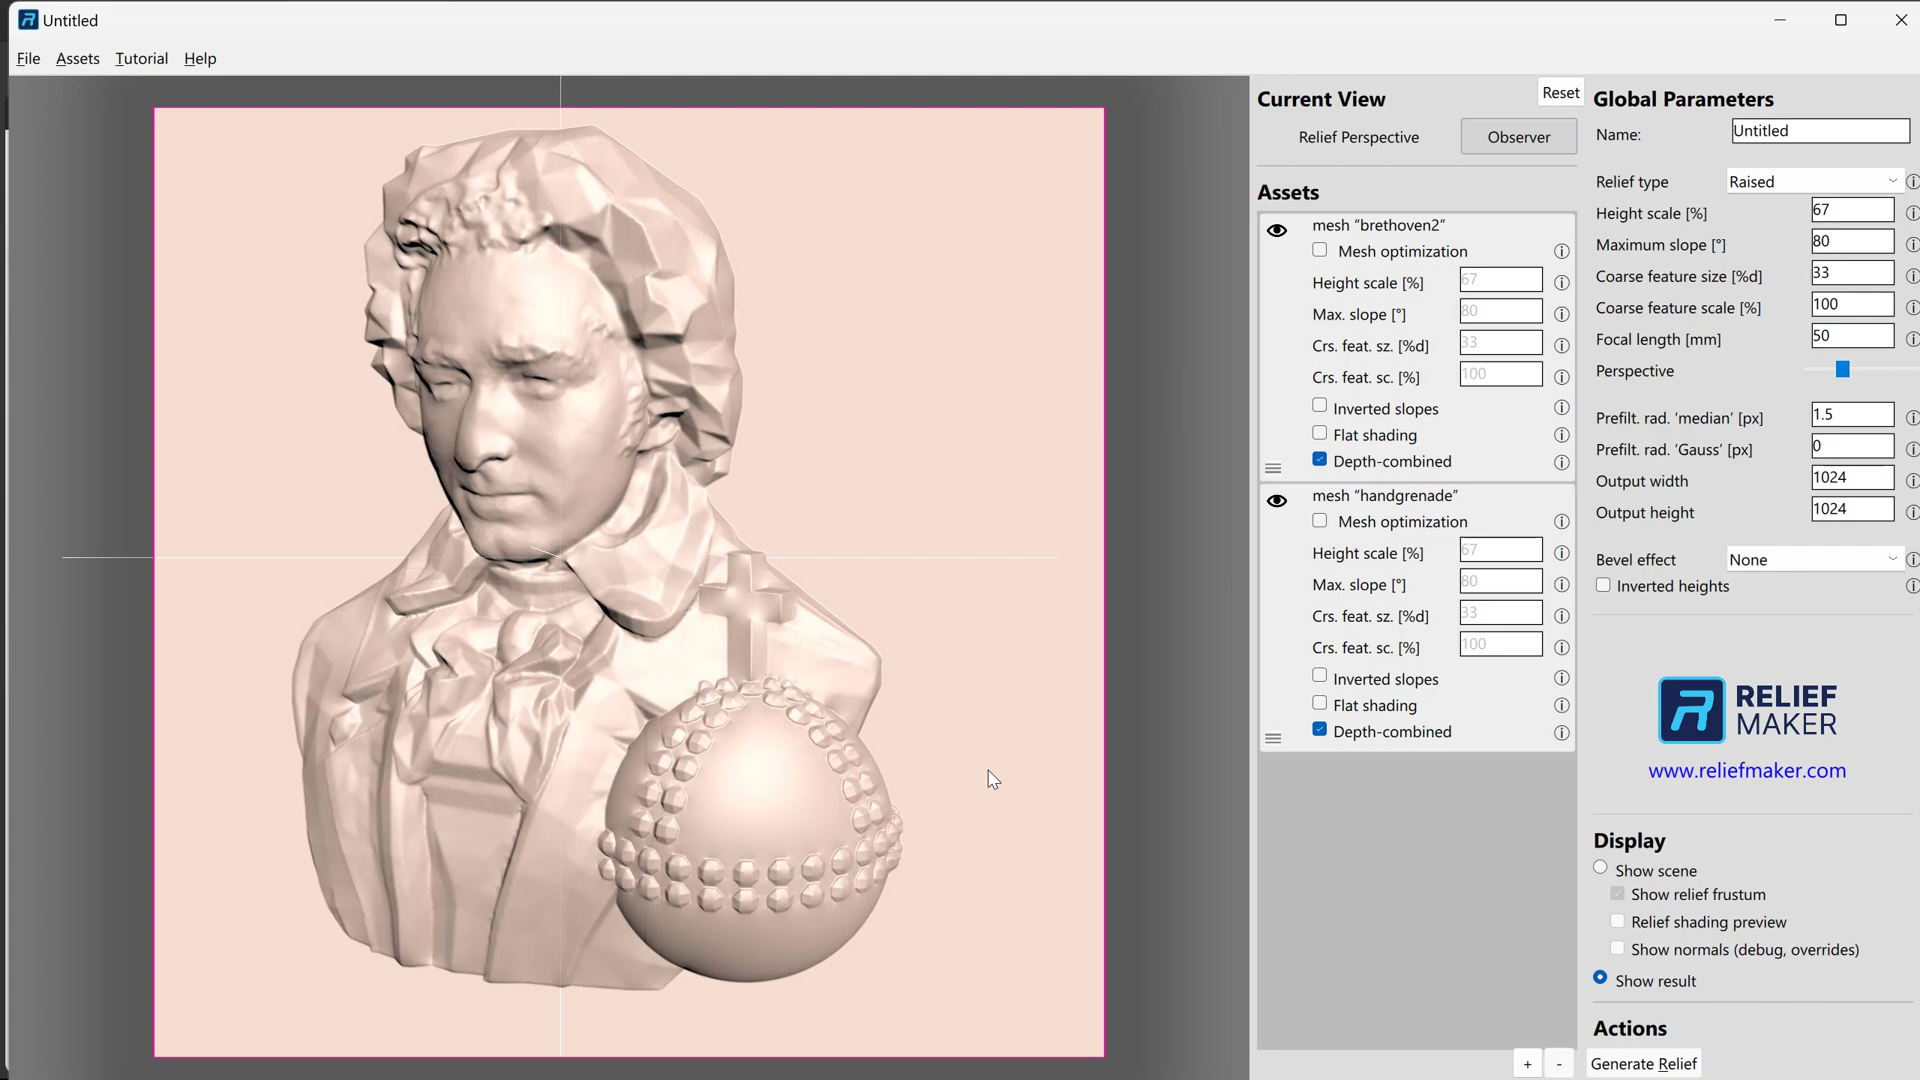 Untitled
File Assets Tutorial Help
Current View
Reset
Relief Perspective
Observer
Assets
mesh “brethoven2”
Mesh optimization
Height scale [%] 67
Max. slope [°] 80
Crs. feat. sz. [%d] 33
Crs. feat. sc. [%] 100
Inverted slopes
Flat shading
Depth-combined
mesh “handgrenade”
Mesh optimization
Height scale [%] 67
Max. slope [°] 80
Crs. feat. sz. [%d] 33
Crs. feat. sc. [%] 100
Inverted slopes
Flat shading
Depth-combined
+ -
Global Parameters
Name: Untitled
Relief type Raised
Height scale [%] 67
Maximum slope [°] 80
Coarse feature size [%d] 33
Coarse feature scale [%] 100
Focal length [mm] 50
Perspective
Prefilt. rad. ‘median’ [px] 1.5
Prefilt. rad. ‘Gauss’ [px] 0
Output width 1024
Output height 1024
Bevel effect None
Inverted heights
RELIEF
MAKER
www.reliefmaker.com
Display
Show scene
Show relief frustum
Relief shading preview
Show normals (debug, overrides)
Show result
Actions
Generate Relief